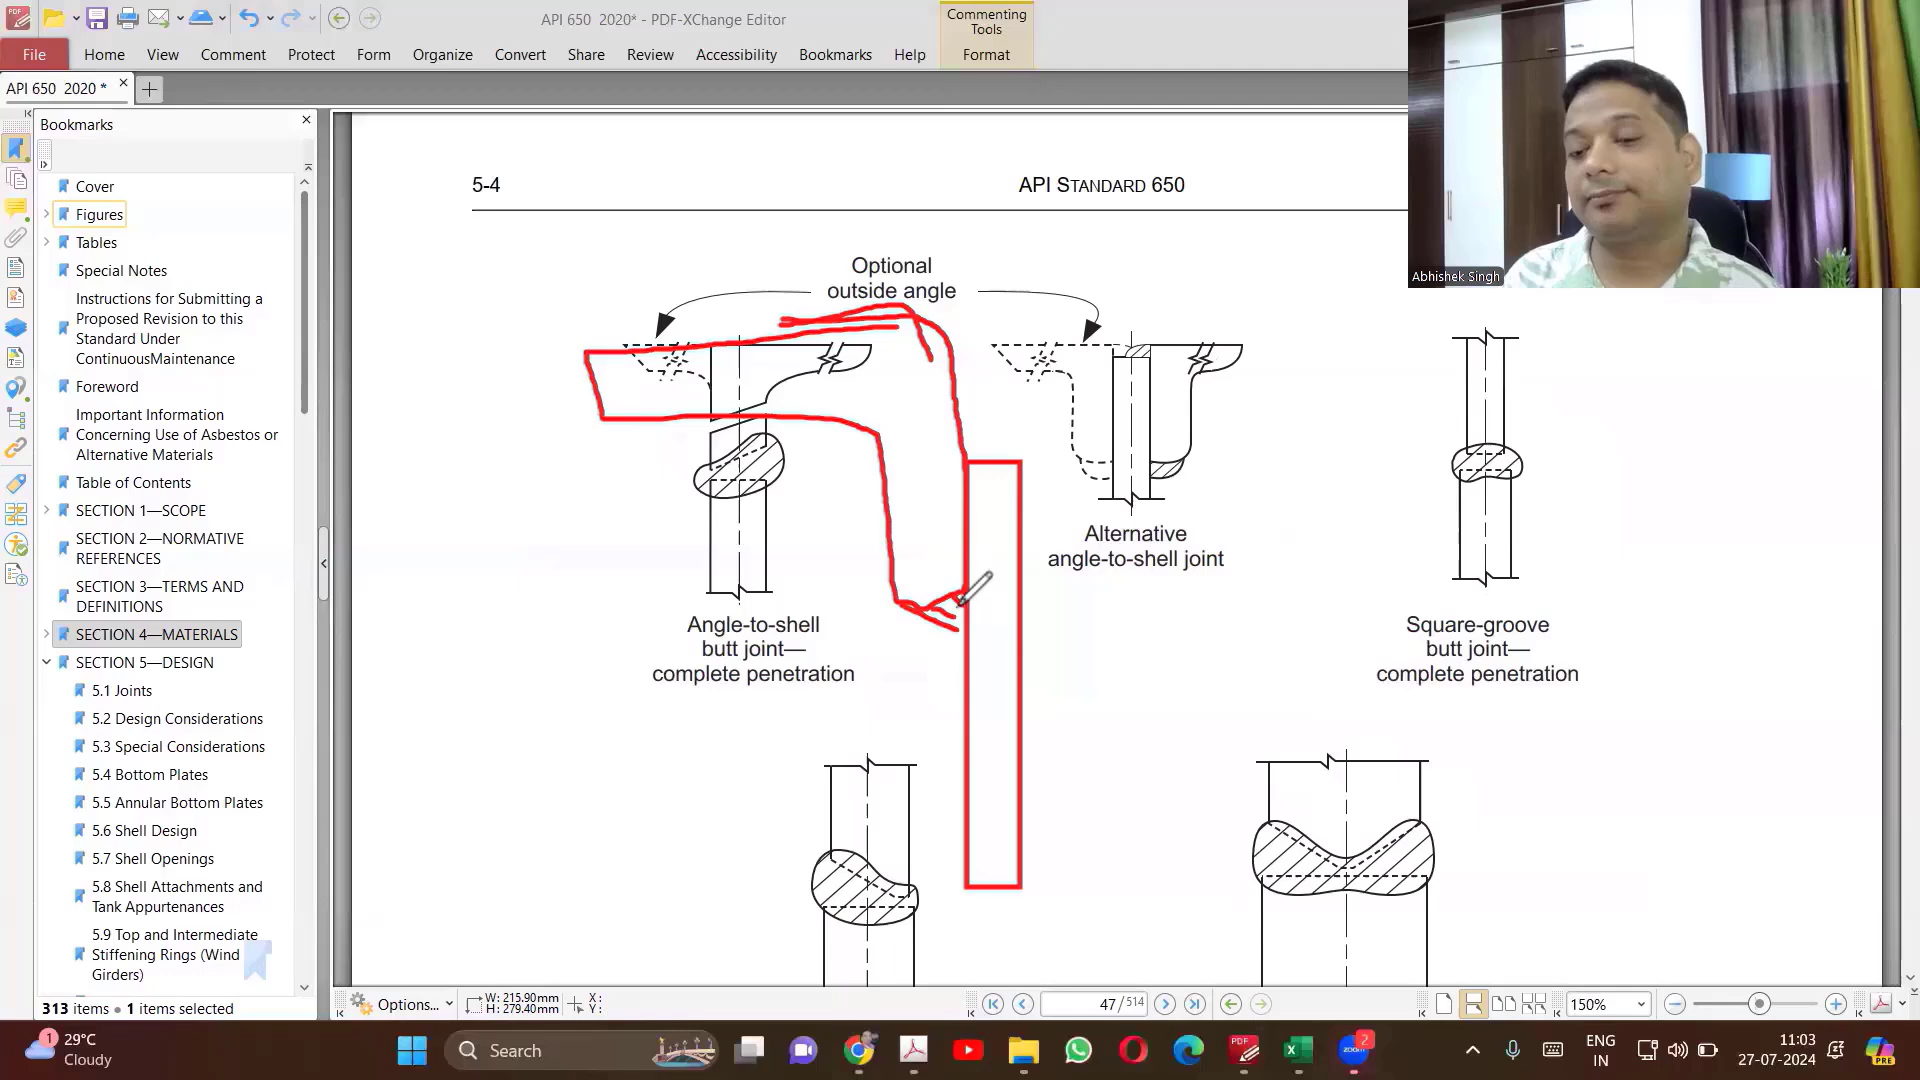 API 650  2020* - PDF-XChange Editor
Commenting
Tools
File
Home
View
Comment
Protect
Form
Organize
Convert
Share
Review
Accessibility
Bookmarks
Help
Format
API 650  2020 *
Bookmarks
Cover
Figures
Tables
Special Notes
Instructions for Submitting a
Proposed Revision to this
Standard Under
ContinuousMaintenance
Foreword
Important Information
Concerning Use of Asbestos or
Alternative Materials
Table of Contents
SECTION 1—SCOPE
SECTION 2—NORMATIVE
REFERENCES
SECTION 3—TERMS AND
DEFINITIONS
SECTION 4—MATERIALS
SECTION 5—DESIGN
5.1 Joints
5.2 Design Considerations
5.3 Special Considerations
5.4 Bottom Plates
5.5 Annular Bottom Plates
5.6 Shell Design
5.7 Shell Openings
5.8 Shell Attachments and
Tank Appurtenances
5.9 Top and Intermediate
Stiffening Rings (Wind
Girders)
313 items • 1 items selected
5-4
API STANDARD 650
Optional
outside angle
Angle-to-shell
butt joint—
complete penetration
Alternative
angle-to-shell joint
Square-groove
butt joint—
complete penetration
Abhishek Singh
Options...
W: 215.90mm
H: 279.40mm
X:
Y:
47 / 514
150%
1
29°C
Cloudy
Search
PDF
zoom
2
ENG
IN
11:03
27-07-2024
PRE